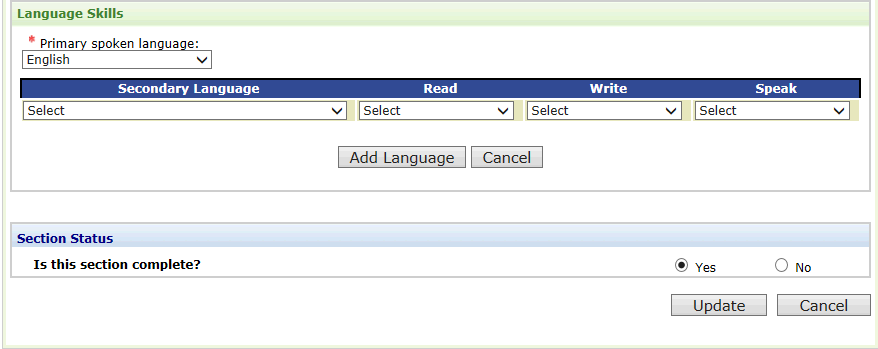 Language Skills
* Primary spoken language:
English
Secondary Language Read Write Speak
Select Select Select Select
Add Language Cancel
Section Status
Is this section complete? Yes No
Update Cancel